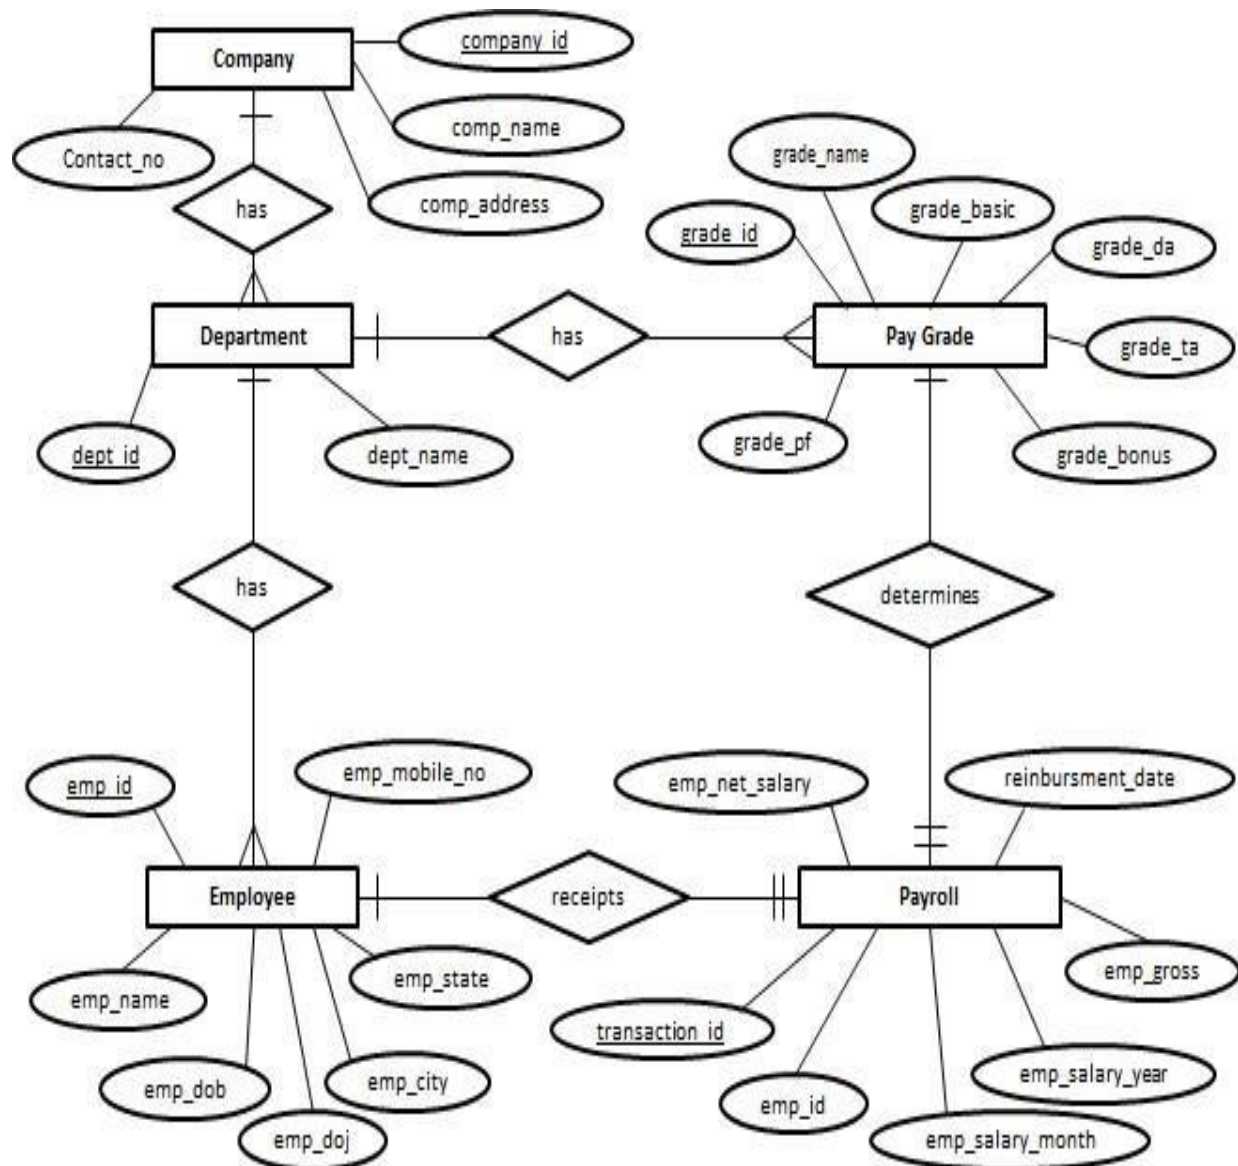 company_id
Company
comp_name
Contact_no
grade_name
comp_address
has
grade_basic
grade_id
grade_da
Department
has
Pay Grade
grade_ta
dept_id
dept_name
grade_pf
grade_bonus
has
determines
emp_id
emp_mobile_no
emp_net_salary
reinbursment_date
Employee
receipts
Payroll
emp_state
emp_gross
emp_name
transaction_id
emp_dob
emp_city
emp_salary_year
emp_id
emp_doj
emp_salary_month